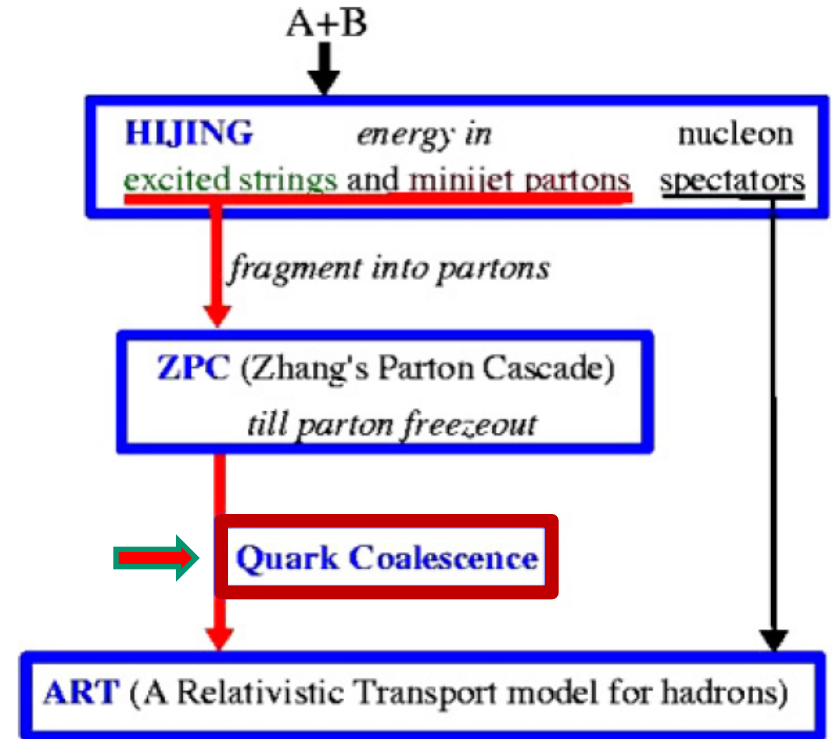 A+B
HIJING energy in nucleon
excited strings and minijet partons spectators
fragment into partons
ZPC (Zhang's Parton Cascade)
till parton freezeout
Quark Coalescence
ART (A Relativistic Transport model for hadrons)